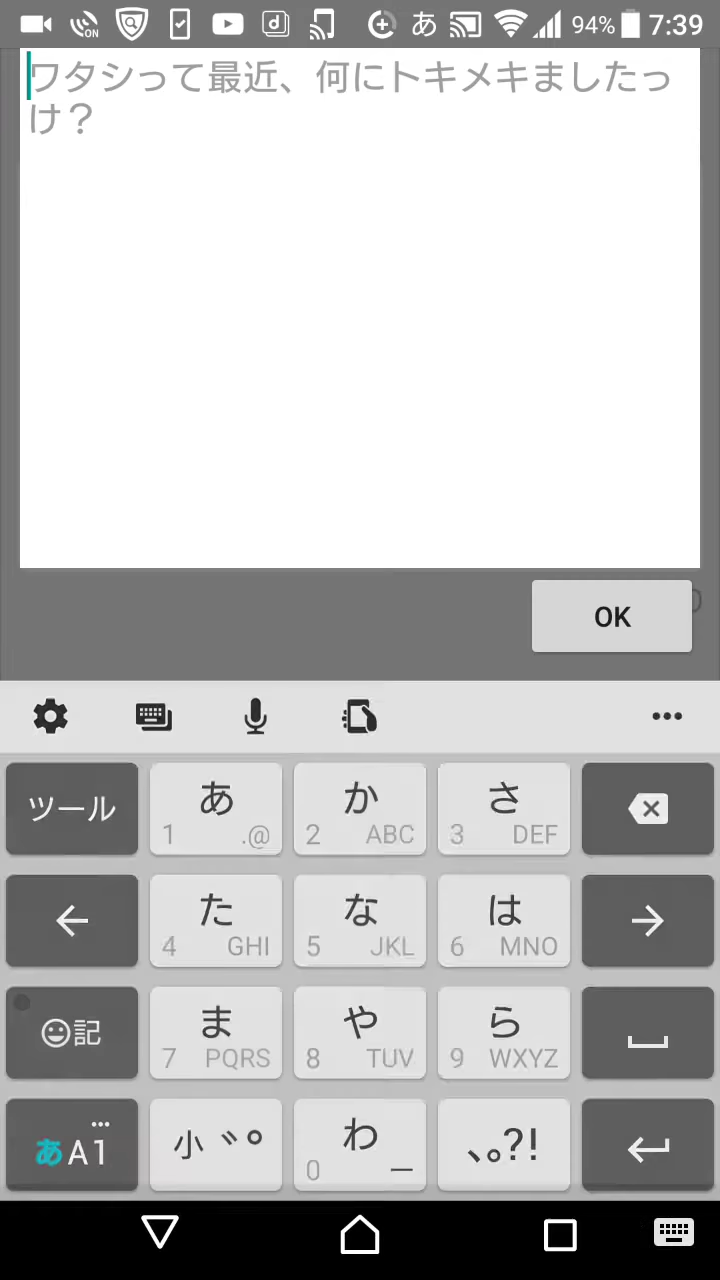 ON
d
あ
94%
7:39
ワタシって最近、何にトキメキましたっ
け？
OK
ツール
あ
1 .@
か
2 ABC
さ
3 DEF
た
4 GHI
な
5 JKL
は
6 MNO
記
ま
7 PQRS
や
8 TUV
ら
9 WXYZ
あA1
小 ゛゜
わ
0 ー
、。?!